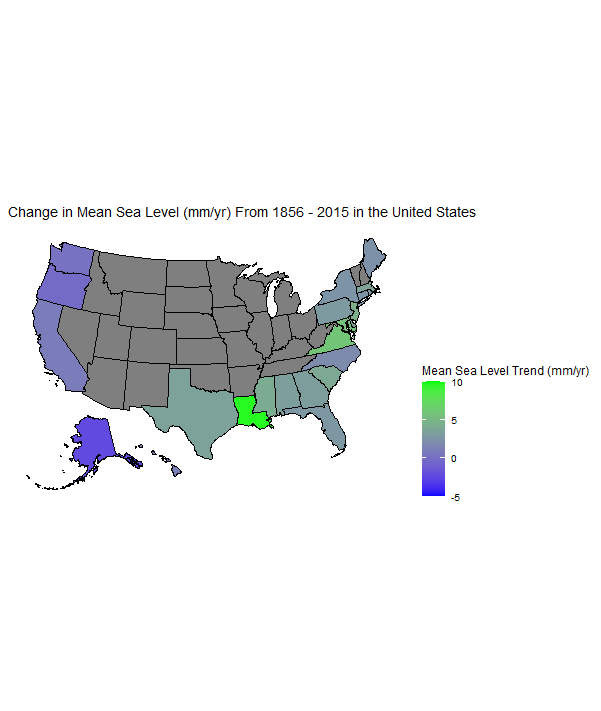 Change in Mean Sea Level (mm/yr) From 1856 - 2015 in the United States
Mean Sea Level Trend (mm/yr)
10
5
0
-5